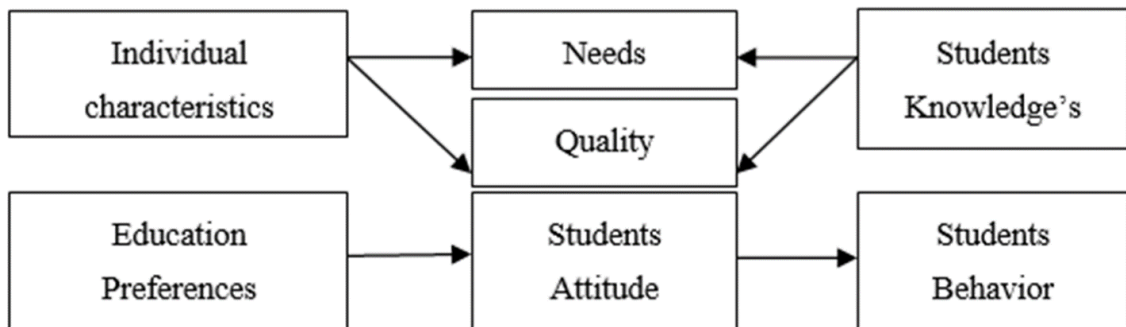 Individual
characteristics
Needs
Students
Knowledge's
Quality
Education
Preferences
Students
Attitude
Students
Behavior